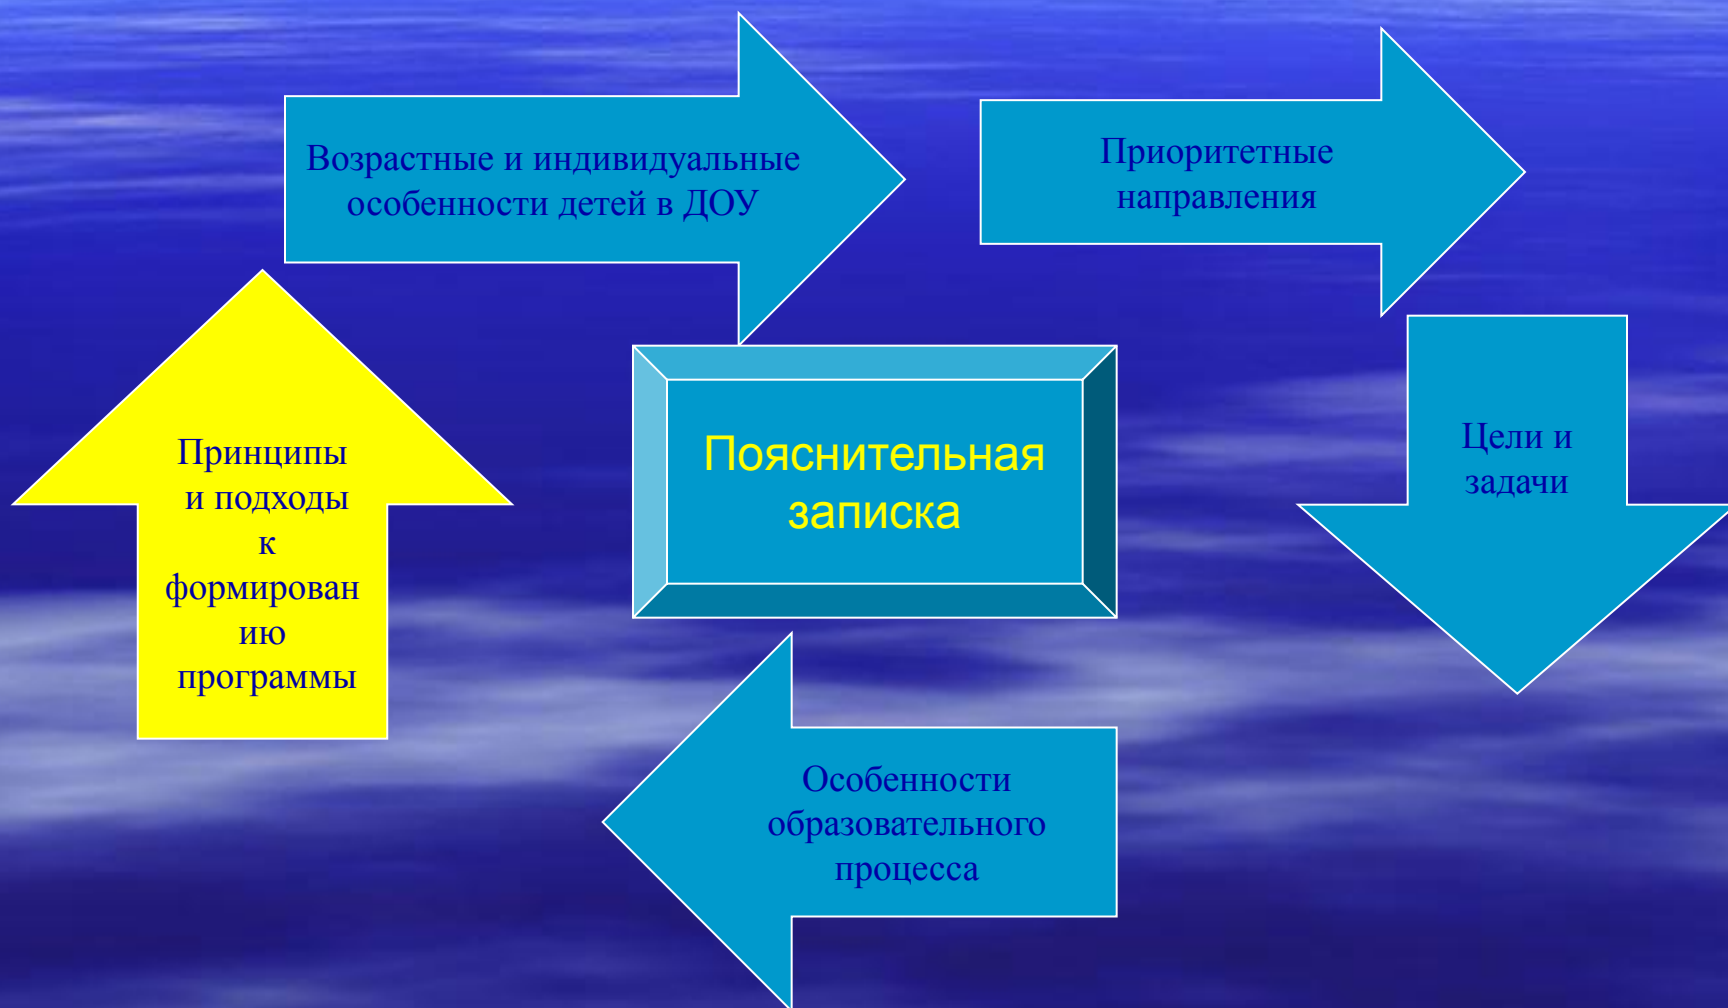 Возрастные и индивидуальные
особенности детей в ДОУ
Приоритетные
направления
Принципы
и подходы
к
формирован
ию
программы
Пояснительная
записка
Цели и
задачи
Особенности
образовательного
процесса